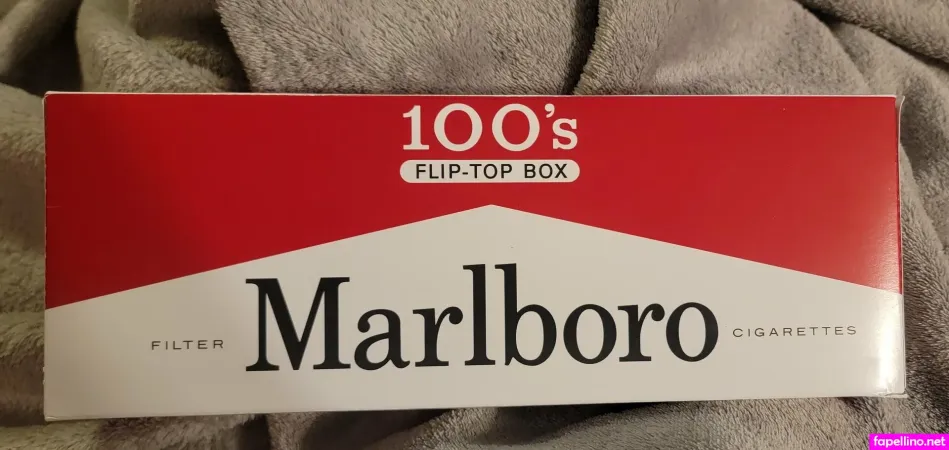 100's
FLIP-TOP BOX
Marlboro
FILTER
CIGARETTES
fapellino.net